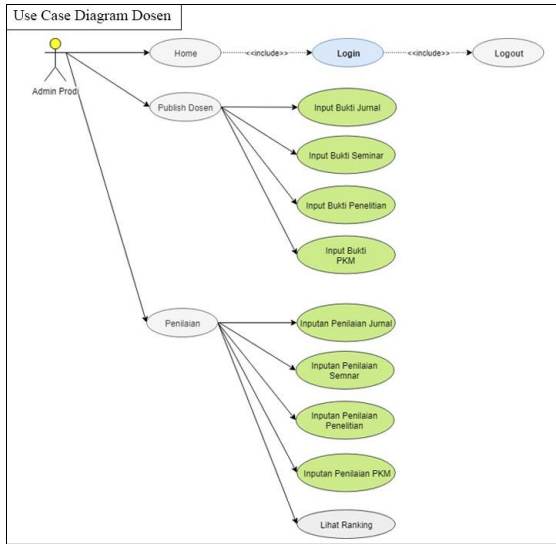 Use Case Diagram Dosen
Home
<<include>>
Login
<<include>>
Logout
Admin Prodi
Publish Dosen
Input Bukti Jurnal
Input Bukti Seminar
Input Bukti Penelitian
Input Bukti
PKM
Penilaian
Inputan Penilaian Jurnal
Inputan Penilaian
Semnar
Inputan Penilaian
Penelitian
Inputan Penilaian PKM
Lihat Ranking